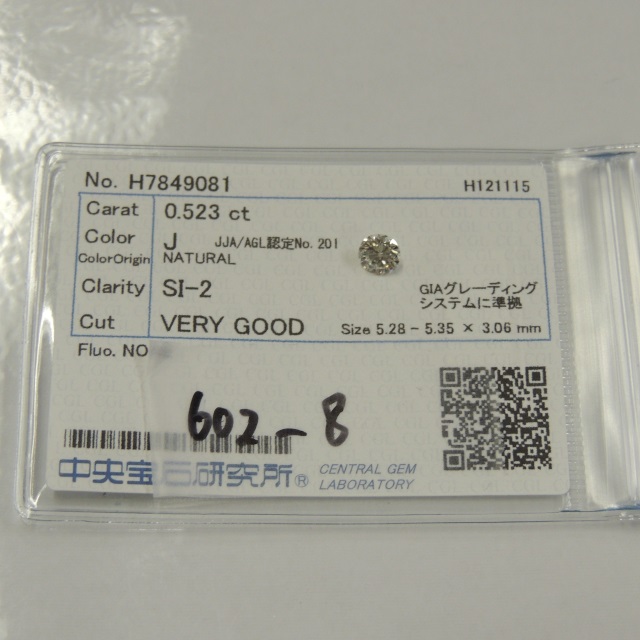 No. H7849081 H121115
Carat 0.523 ct
Color J JJA/AGL認定No. 201
ColorOrigin NATURAL
Clarity SI-2 GIAグレーディング
システムに準拠
Cut VERY GOOD Size 5.28 - 5.35 × 3.06 mm
Fluo. NO
602-8
中央宝石研究所® CENTRAL GEM
LABORATORY